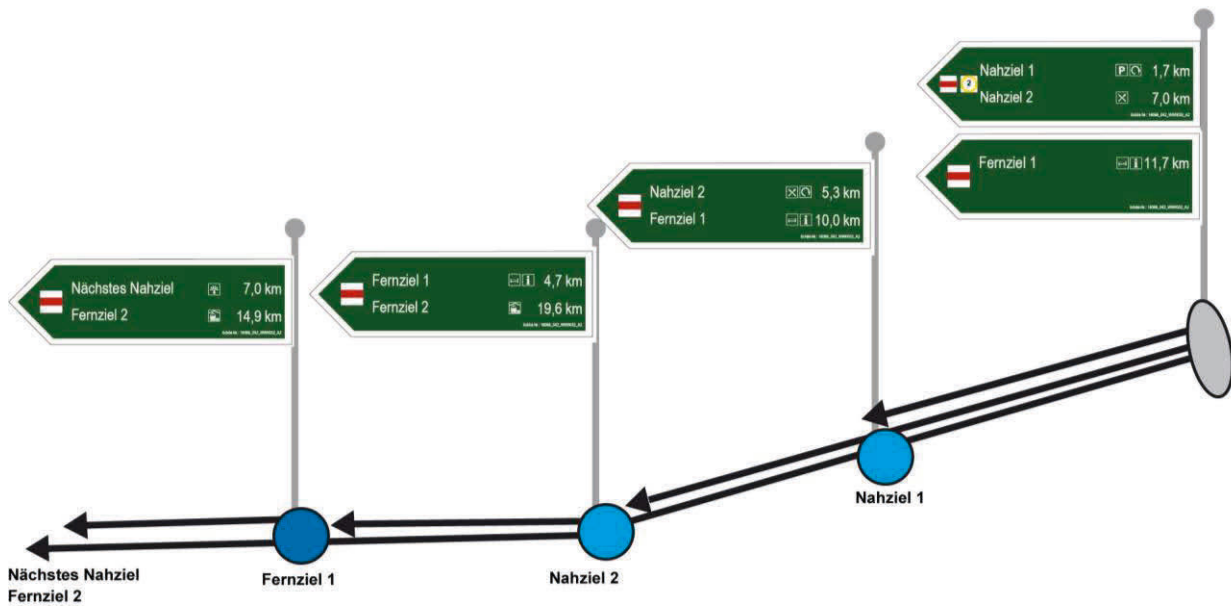 Nahziel 1 P 1,7 km
2
Nahziel 2 7,0 km
Fernziel 1 i 11,7 km
Nahziel 2 5,3 km
Fernziel 1 i 10,0 km
Fernziel 1 i 4,7 km
Fernziel 2 19,6 km
Nächstes Nahziel 7,0 km
Fernziel 2 14,9 km
Nahziel 1
Nahziel 2
Fernziel 1
Nächstes Nahziel
Fernziel 2